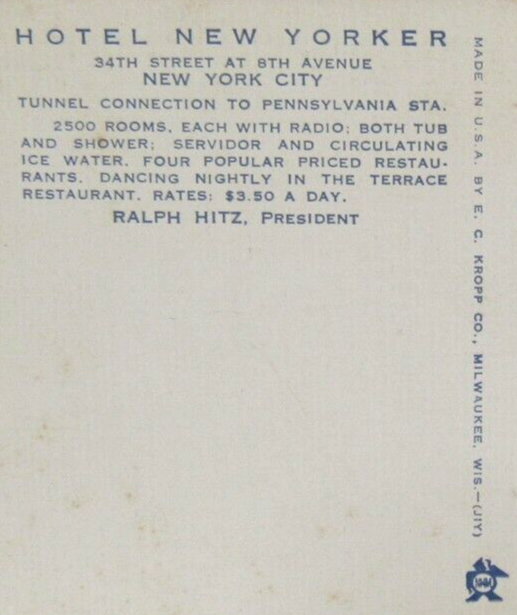 HOTEL NEW YORKER
34TH STREET AT 8TH AVENUE
NEW YORK CITY
TUNNEL CONNECTION TO PENNSYLVANIA STA.
2500 ROOMS, EACH WITH RADIO; BOTH TUB
AND SHOWER; SERVIDOR AND CIRCULATING
ICE WATER. FOUR POPULAR PRICED RESTAU-
RANTS. DANCING NIGHTLY IN THE TERRACE
RESTAURANT. RATES; $3.50 A DAY.
RALPH HITZ, PRESIDENT
MADE IN U.S.A. BY E. C. KROPP CO., MILWAUKEE, WIS.—(JIY)